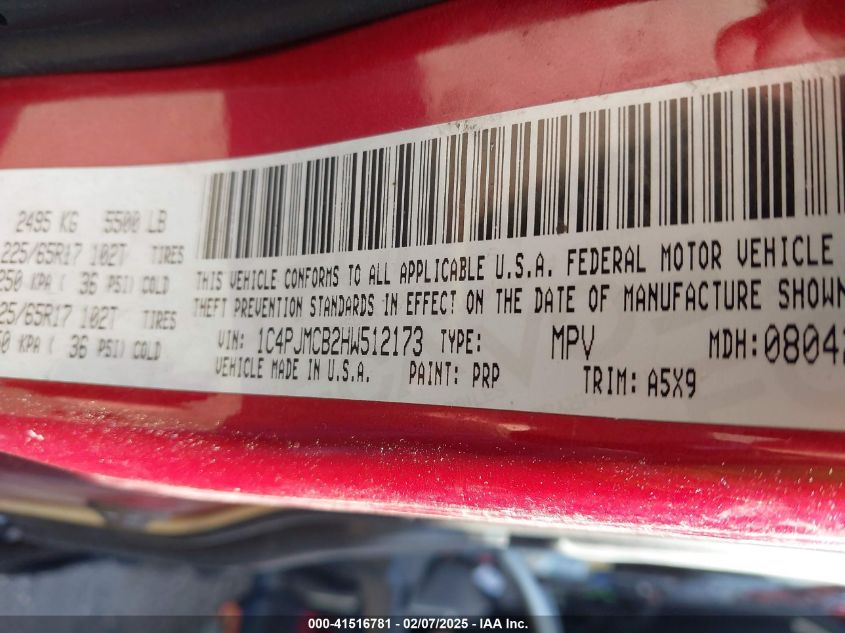 2495 KG 5500 LB
225/65R17 102T TIRES
250 KPA ( 36 PSI) COLD
25/65R17 102T TIRES
0 KPA ( 36 PSI) COLD
THIS VEHICLE CONFORMS TO ALL APPLICABLE U.S.A. FEDERAL MOTOR VEHICLE
THEFT PREVENTION STANDARDS IN EFFECT ON THE DATE OF MANUFACTURE SHOWN
VIN: 1C4PJMCB2HW512173 TYPE: MPV MDH: 0804
VEHICLE MADE IN U.S.A. PAINT: PRP TRIM: A5X9
000-41516781 - 02/07/2025 - IAA Inc.